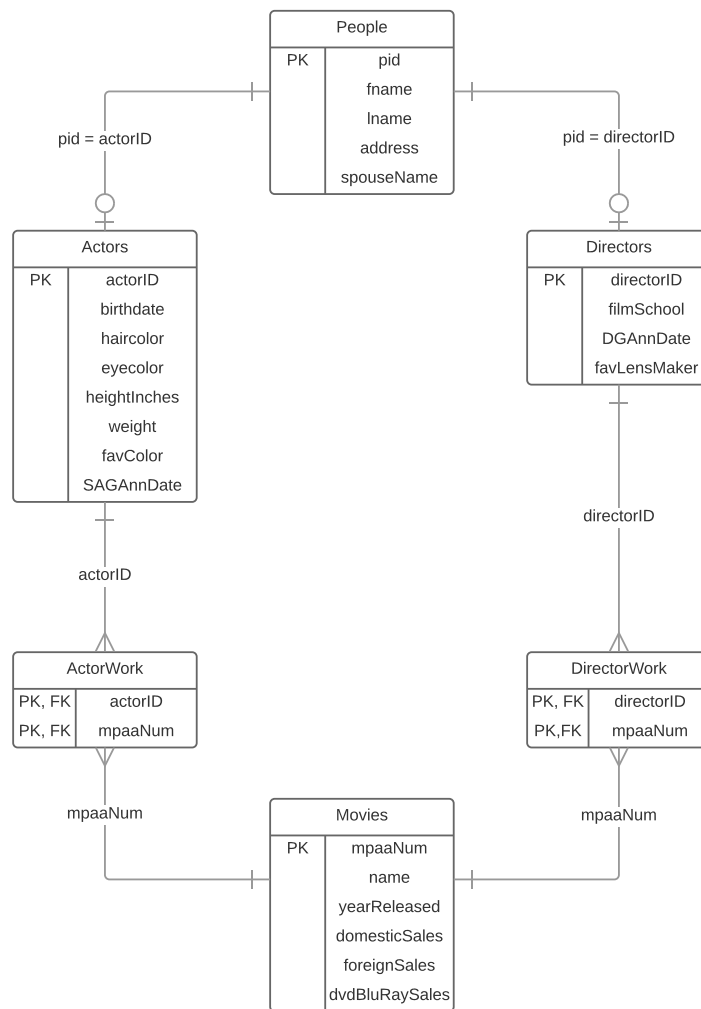 People
PK pid
fname
lname
address
spouseName
pid = actorID
pid = directorID
Actors
PK actorID
birthdate
haircolor
eyecolor
heightInches
weight
favColor
SAGAnnDate
Directors
PK directorID
filmSchool
DGAnnDate
favLensMaker
actorID
directorID
ActorWork
PK, FK actorID
PK, FK mpaaNum
DirectorWork
PK, FK directorID
PK,FK mpaaNum
mpaaNum
mpaaNum
Movies
PK mpaaNum
name
yearReleased
domesticSales
foreignSales
dvdBluRaySales